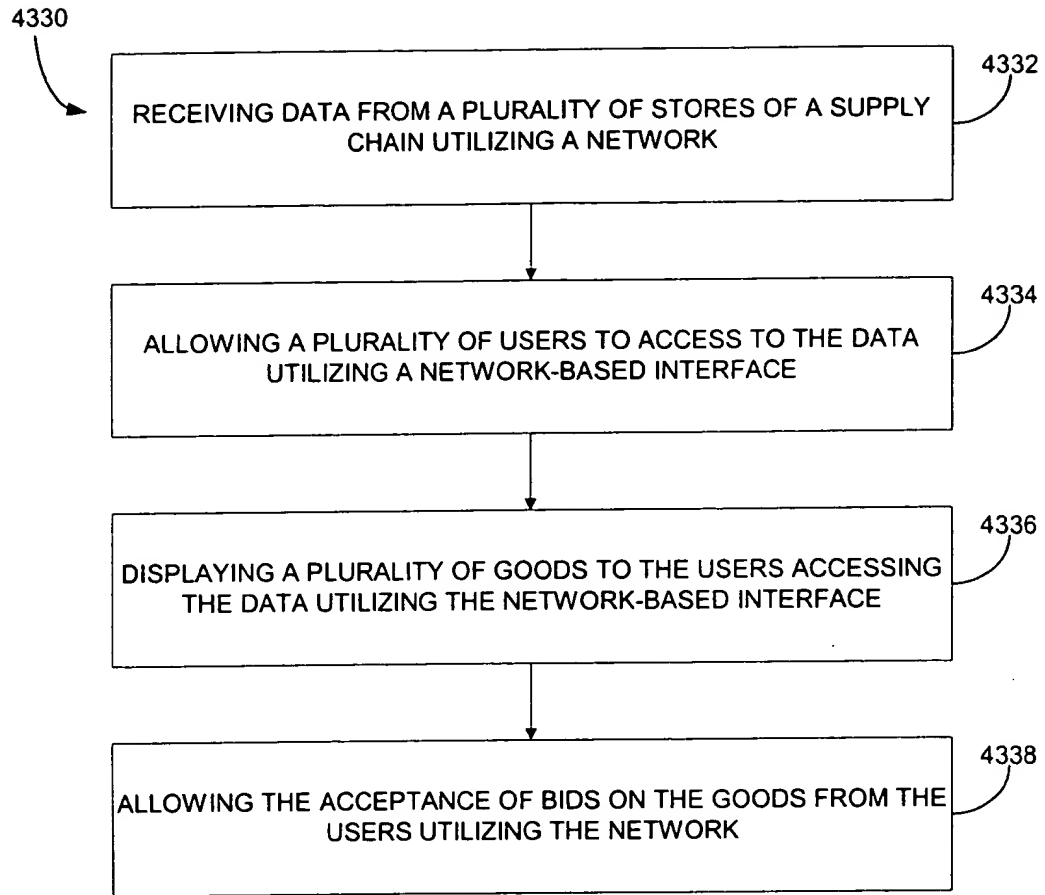 4330
4332
RECEIVING DATA FROM A PLURALITY OF STORES OF A SUPPLY
CHAIN UTILIZING A NETWORK
4334
ALLOWING A PLURALITY OF USERS TO ACCESS TO THE DATA
UTILIZING A NETWORK-BASED INTERFACE
4336
DISPLAYING A PLURALITY OF GOODS TO THE USERS ACCESSING
THE DATA UTILIZING THE NETWORK-BASED INTERFACE
4338
ALLOWING THE ACCEPTANCE OF BIDS ON THE GOODS FROM THE
USERS UTILIZING THE NETWORK